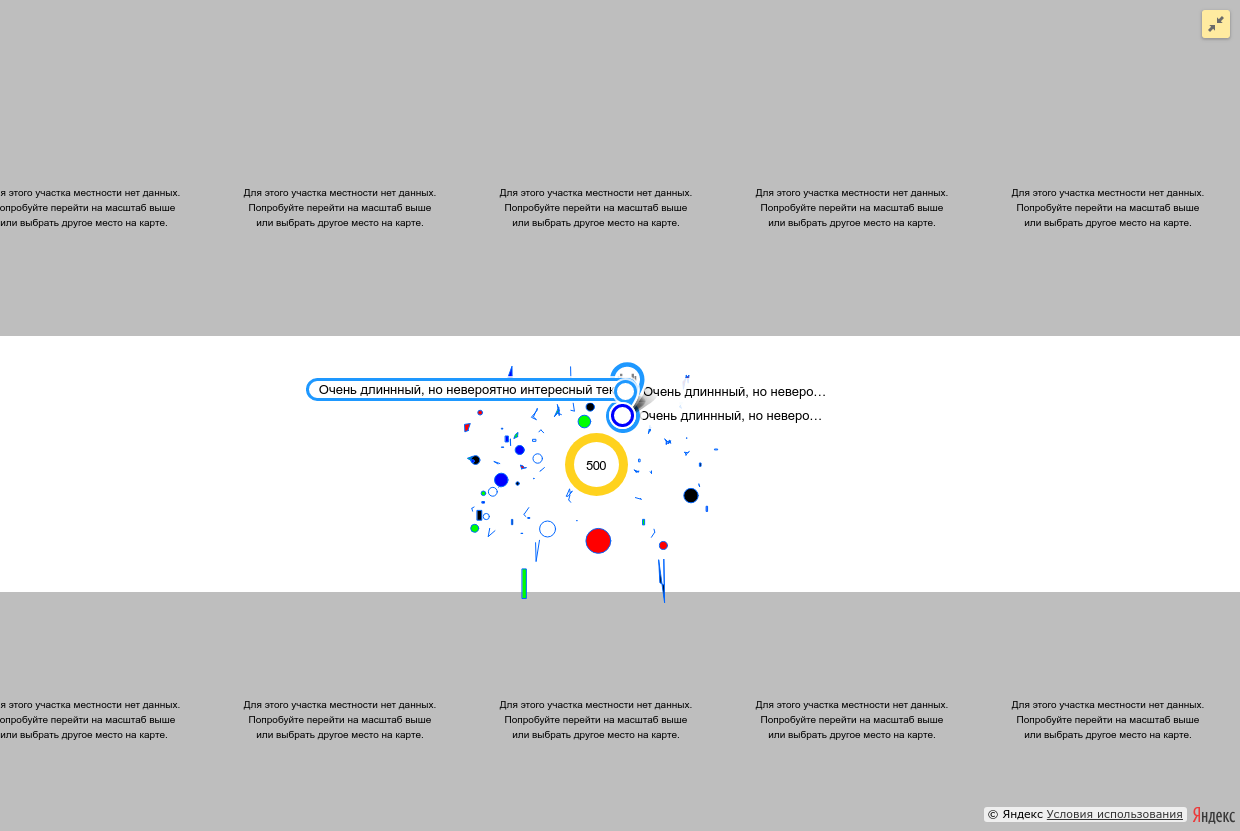 я этого участка местности нет данных.
опробуйте перейти на масштаб выше
или выбрать другое место на карте.
Для этого участка местности нет данных.
Попробуйте перейти на масштаб выше
или выбрать другое место на карте.
Для этого участка местности нет данных.
Попробуйте перейти на масштаб выше
или выбрать другое место на карте.
Для этого участка местности нет данных.
Попробуйте перейти на масштаб выше
или выбрать другое место на карте.
Для этого участка местности нет данных.
Попробуйте перейти на масштаб выше
или выбрать другое место на карте.
Очень длиннный, но невероятно интересный тек
Очень длиннный, но неверо…
Очень длиннный, но неверо…
500
я этого участка местности нет данных.
опробуйте перейти на масштаб выше
или выбрать другое место на карте.
Для этого участка местности нет данных.
Попробуйте перейти на масштаб выше
или выбрать другое место на карте.
Для этого участка местности нет данных.
Попробуйте перейти на масштаб выше
или выбрать другое место на карте.
Для этого участка местности нет данных.
Попробуйте перейти на масштаб выше
или выбрать другое место на карте.
Для этого участка местности нет данных.
Попробуйте перейти на масштаб выше
или выбрать другое место на карте.
© Яндекс Условия использования
Яндекс